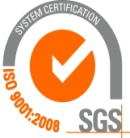 SYSTEM CERTIFICATION
ISO 9001:2008
SGS